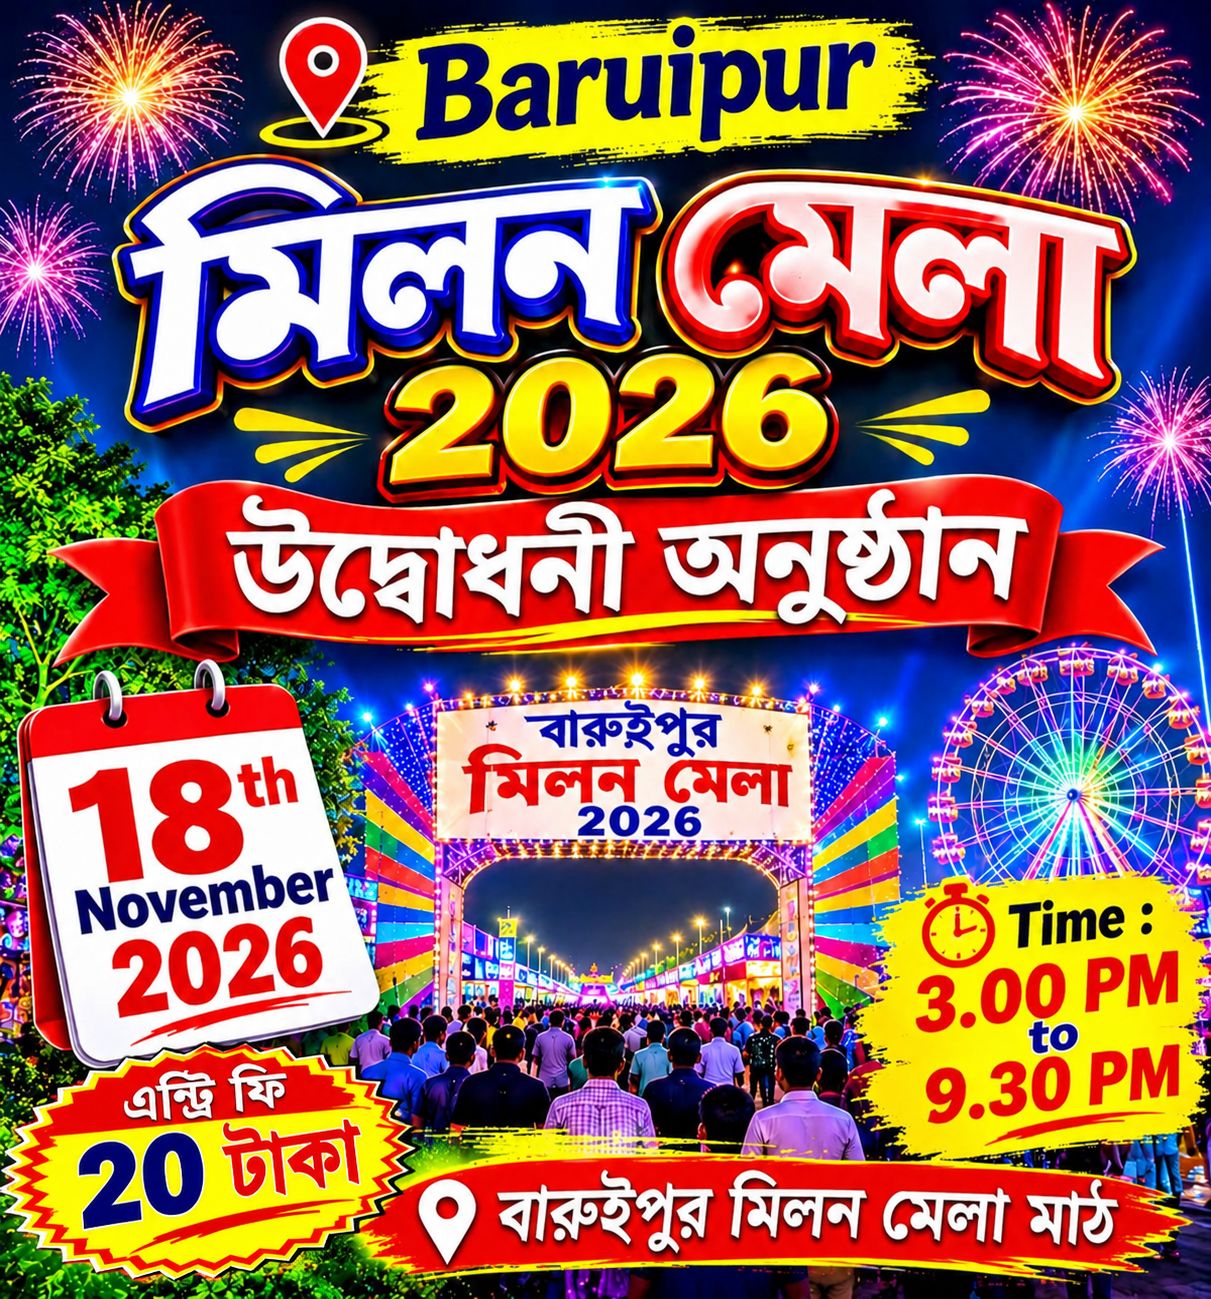 Baruipur
মিলন মেলা
2026
উদ্বোধনী অনুষ্ঠান
বারুইপুর
মিলন মেলা
2026
18th
November
2026
Time :
3.00 PM
to
9.30 PM
এন্ট্রি ফি
20 টাকা
বারুইপুর মিলন মেলা মাঠ